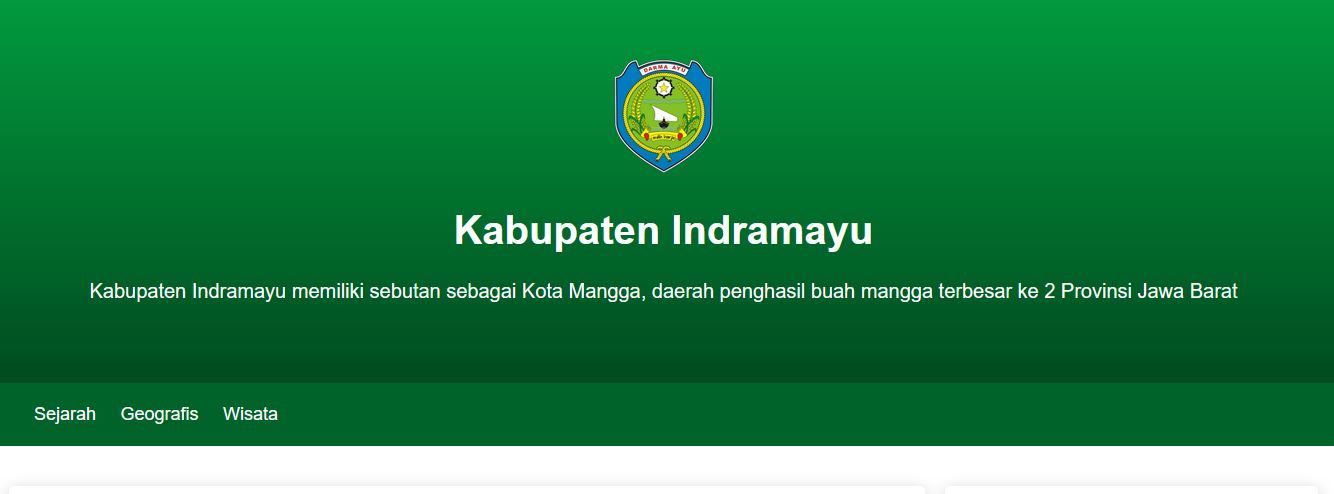 DARMA AYU
Kabupaten Indramayu
Kabupaten Indramayu memiliki sebutan sebagai Kota Mangga, daerah penghasil buah mangga terbesar ke 2 Provinsi Jawa Barat
Sejarah Geografis Wisata